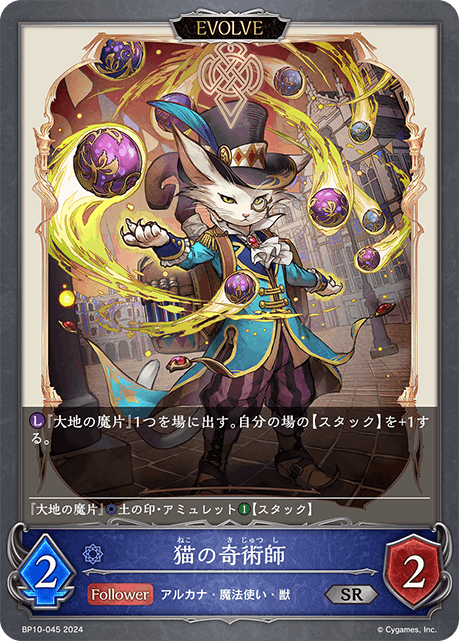 EVOLVE
L 『大地の魔片』1つを場に出す。自分の場の【スタック】を+1す
る。
『大地の魔片』土の印・アミュレット1【スタック】
ねこ き じゅつ し
猫の奇術師
2
2
Follower アルカナ・魔法使い・獣 SR
BP10-045 2024
© Cygames, Inc.